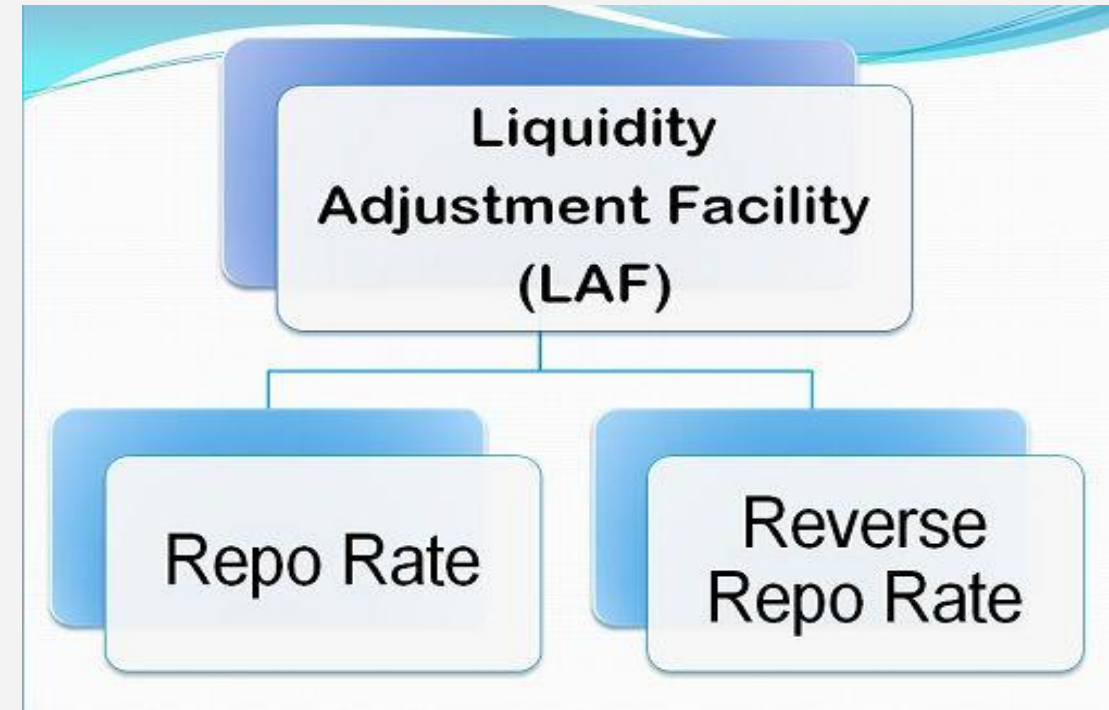 Liquidity
Adjustment Facility
(LAF)
Repo Rate
Reverse
Repo Rate